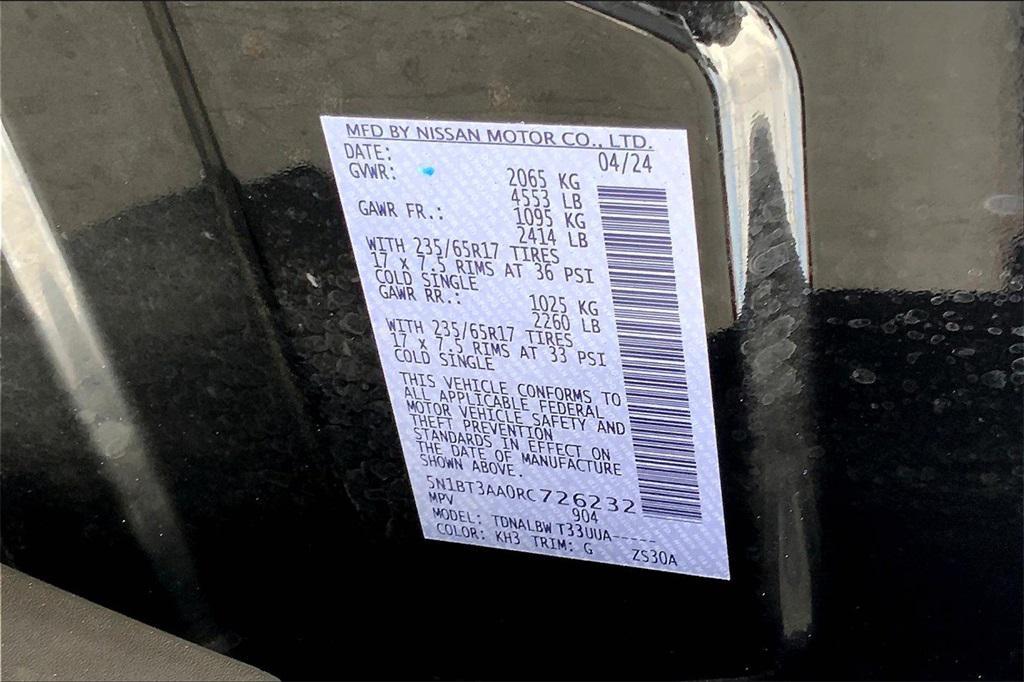 MFD BY NISSAN MOTOR CO., LTD.
DATE: 04/24
GVWR: 2065 KG
4553 LB
GAWR FR.: 1095 KG
2414 LB
WITH 235/65R17 TIRES
17 x 7.5 RIMS AT 36 PSI
COLD SINGLE
GAWR RR.: 1025 KG
2260 LB
WITH 235/65R17 TIRES
17 x 7.5 RIMS AT 33 PSI
COLD SINGLE
THIS VEHICLE CONFORMS TO
ALL APPLICABLE FEDERAL
MOTOR VEHICLE SAFETY AND
THEFT PREVENTION
STANDARDS IN EFFECT ON
THE DATE OF MANUFACTURE
SHOWN ABOVE.
5N1BT3AA0RC726232
MPV 904
MODEL: TDNALBW T33UUA-----
COLOR: KH3 TRIM: G ZS30A